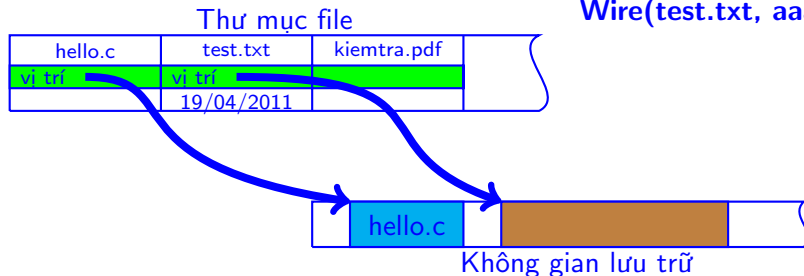 Wire(test.txt, aa
Thư mục file
hello.c test.txt kiemtra.pdf
vị trí vị trí
19/04/2011
hello.c
Không gian lưu trữ